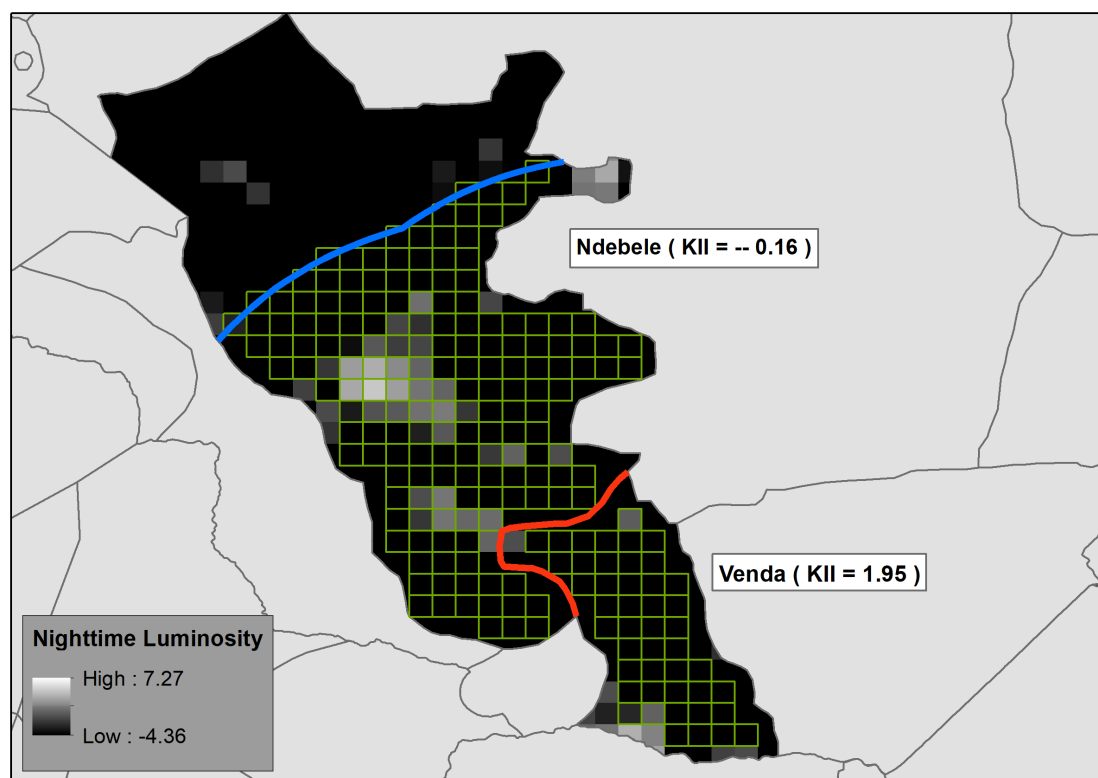 Ndebele ( KII = -- 0.16 )
Venda ( KII = 1.95 )
Nighttime Luminosity
High : 7.27
Low : -4.36